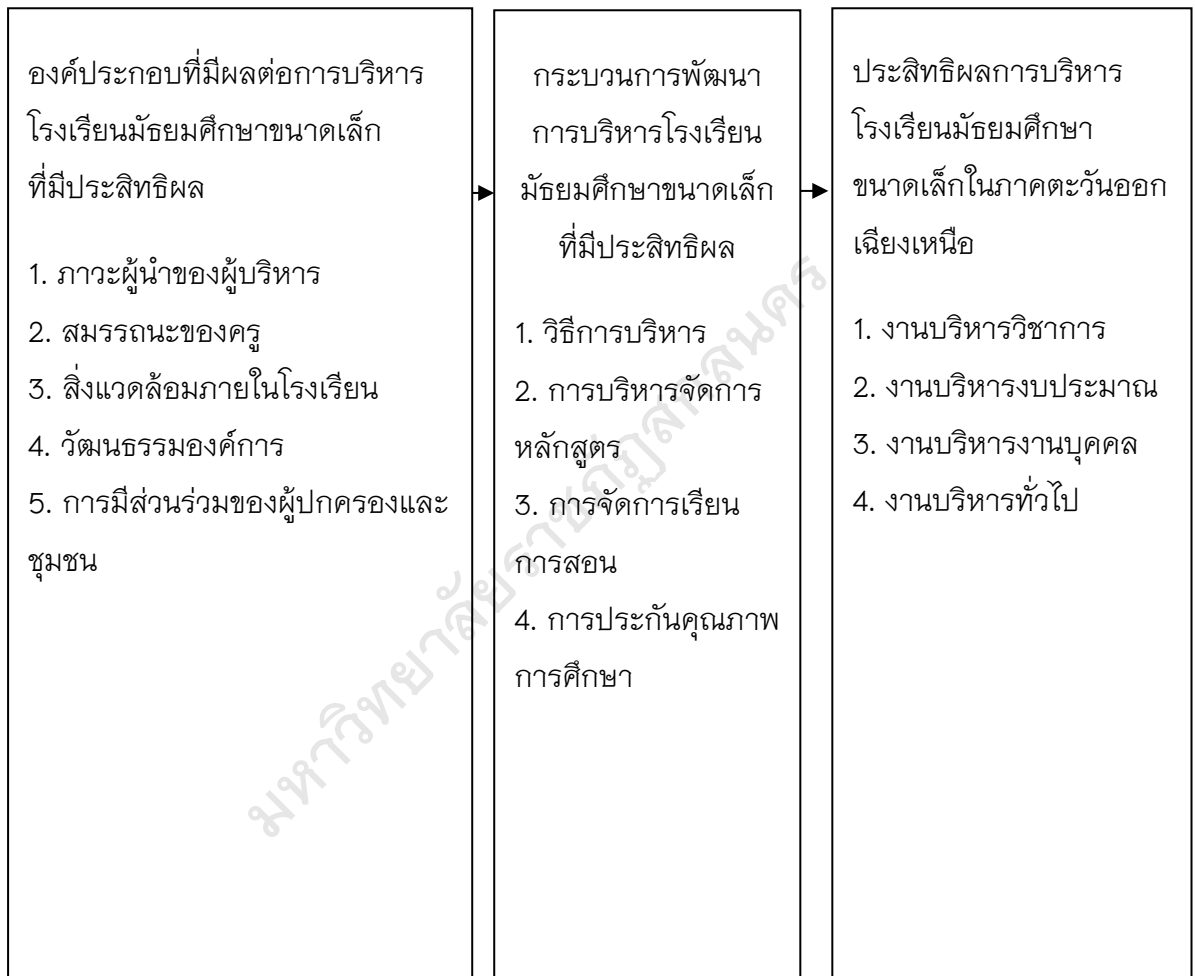 องค์ประกอบที่มีผลต่อการบริหาร
โรงเรียนมัธยมศึกษาขนาดเล็ก
ที่มีประสิทธิผล
1. ภาวะผู้นำของผู้บริหาร
2. สมรรถนะของครู
3. สิ่งแวดล้อมภายในโรงเรียน
4. วัฒนธรรมองค์การ
5. การมีส่วนร่วมของผู้ปกครองและ
ชุมชน
กระบวนการพัฒนา
การบริหารโรงเรียน
มัธยมศึกษาขนาดเล็ก
ที่มีประสิทธิผล
1. วิธีการบริหาร
2. การบริหารจัดการ
หลักสูตร
3. การจัดการเรียน
การสอน
4. การประกันคุณภาพ
การศึกษา
ประสิทธิผลการบริหาร
โรงเรียนมัธยมศึกษา
ขนาดเล็กในภาคตะวันออก
เฉียงเหนือ
1. งานบริหารวิชาการ
2. งานบริหารงบประมาณ
3. งานบริหารงานบุคคล
4. งานบริหารทั่วไป
มหาวิทยาลัยราชภัฏสกลนคร